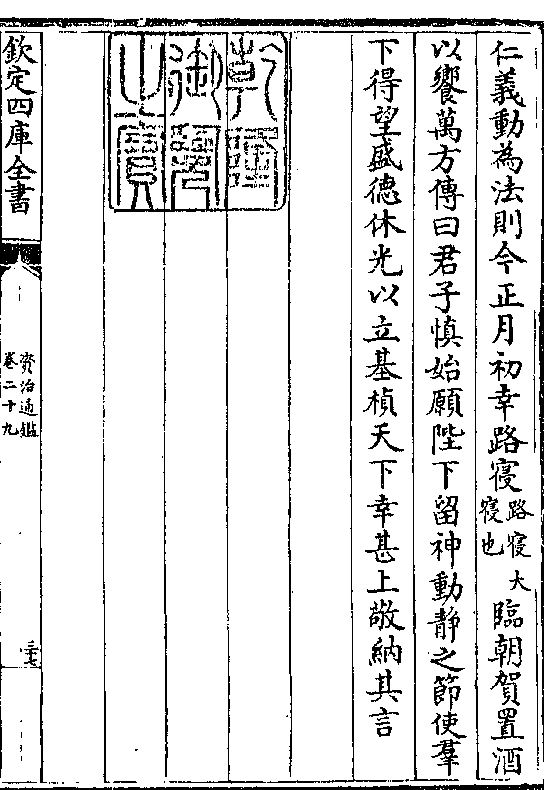 仁義動為法則今正月初幸路寢路寢大寢也臨朝賀置酒
以饗萬方傳曰君子慎始願陛下留神動靜之節使羣
下得望盛德休光以立基楨天下幸甚上敬納其言
乾隆御覽之寶
欽定四庫全書
資治通鑑
卷二十九
三十七